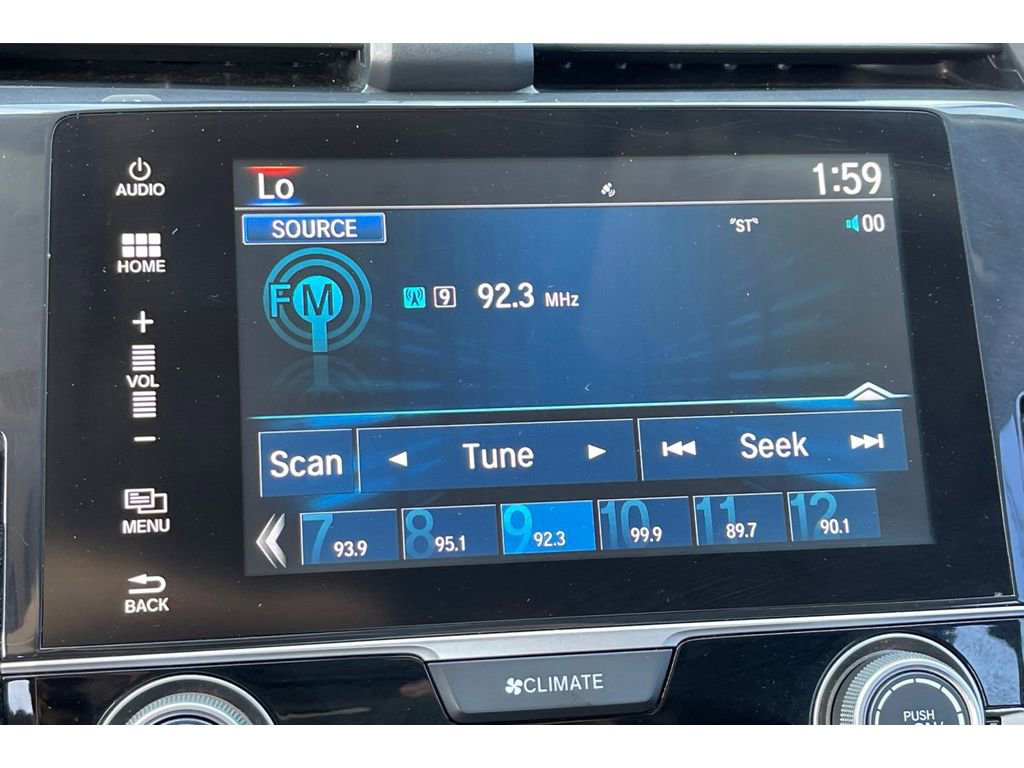 AUDIO
Lo
1:59
SOURCE
"ST"
00
HOME
FM
9 92.3 MHz
+
VOL
-
Scan Tune Seek
MENU
7 93.9
8 95.1
9 92.3
10 99.9
11 89.7
12 90.1
BACK
CLIMATE
PUSH